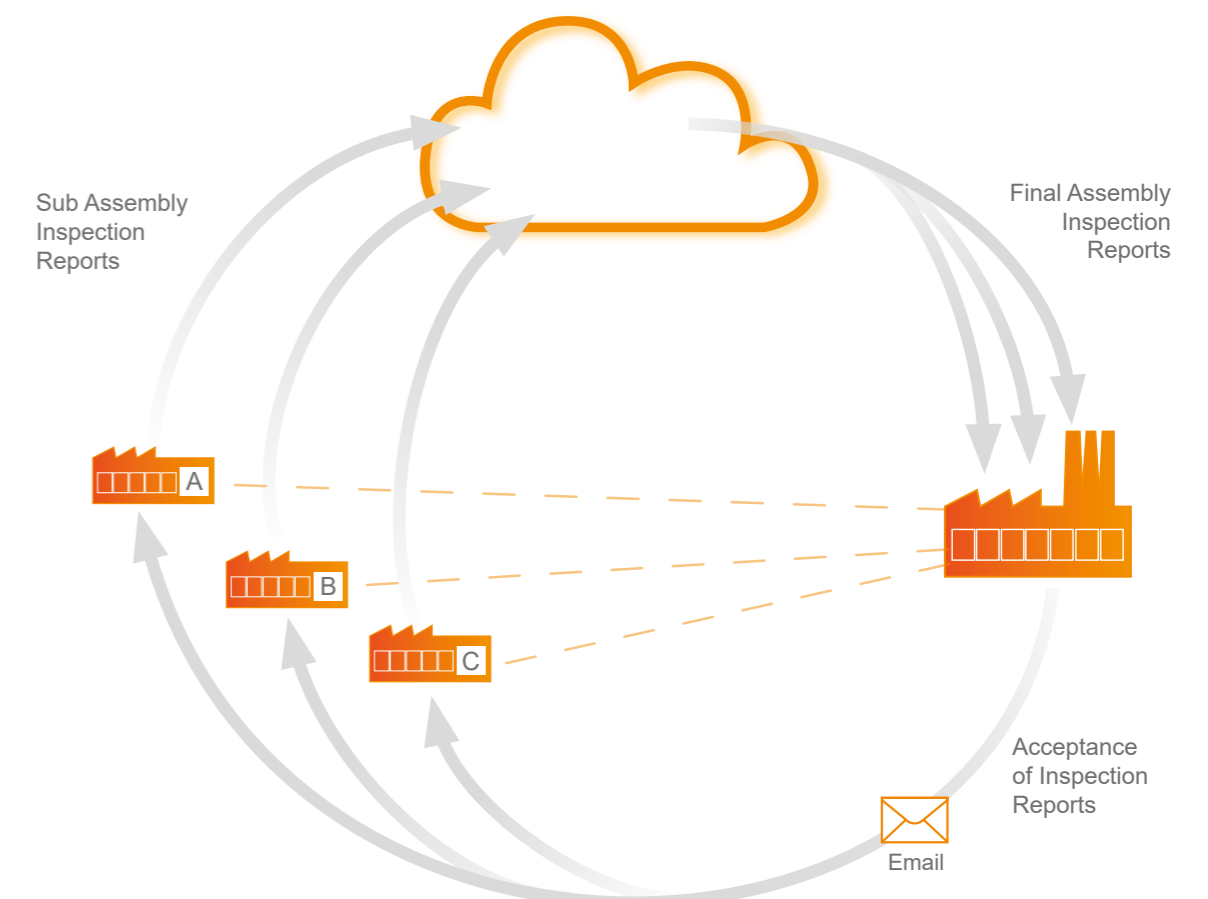 Sub Assembly
Inspection
Reports
Final Assembly
Inspection
Reports
A
B
C
Acceptance
of Inspection
Reports
Email